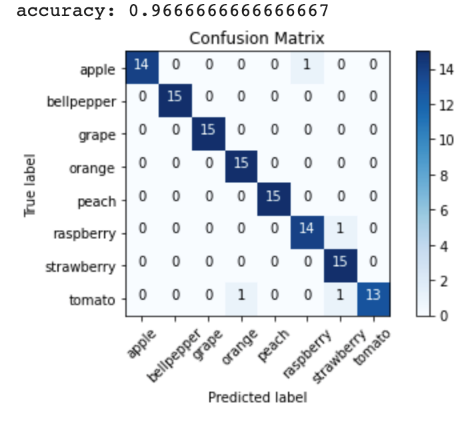 accuracy: 0.9666666666666667
Confusion Matrix
apple 14 0 0 0 0 1 0 0
bellpepper 0 15 0 0 0 0 0 0
grape 0 0 15 0 0 0 0 0
orange 0 0 0 15 0 0 0 0
peach 0 0 0 0 15 0 0 0
raspberry 0 0 0 0 0 14 1 0
strawberry 0 0 0 0 0 0 15 0
tomato 0 0 0 1 0 0 1 13
True label
apple bellpepper grape orange peach raspberry strawberry tomato
Predicted label
14
12
10
8
6
4
2
0